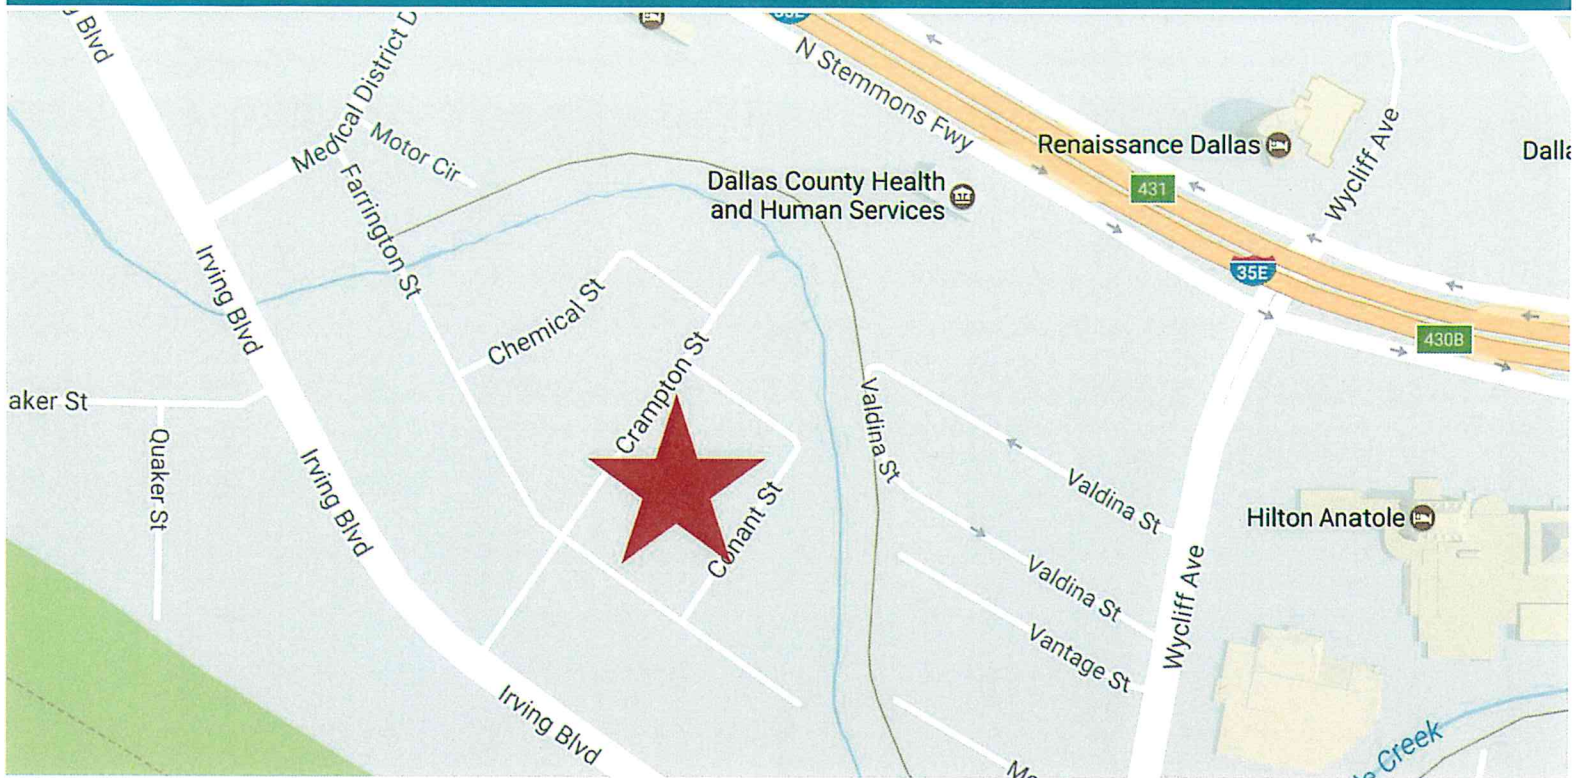 g Blvd
Medical District D
Motor Cir
Farrington St
N Stemmons Fwy
35E
Renaissance Dallas
431
Wycliff Ave
Dallas County Health
and Human Services
Irving Blvd
Chemical St
35E
430B
Crampton St
aker St
Quaker St
Valdina St
Irving Blvd
Valdina St
Conant St
Hilton Anatole
Valdina St
Wycliff Ave
Vantage St
Irving Blvd
Creek